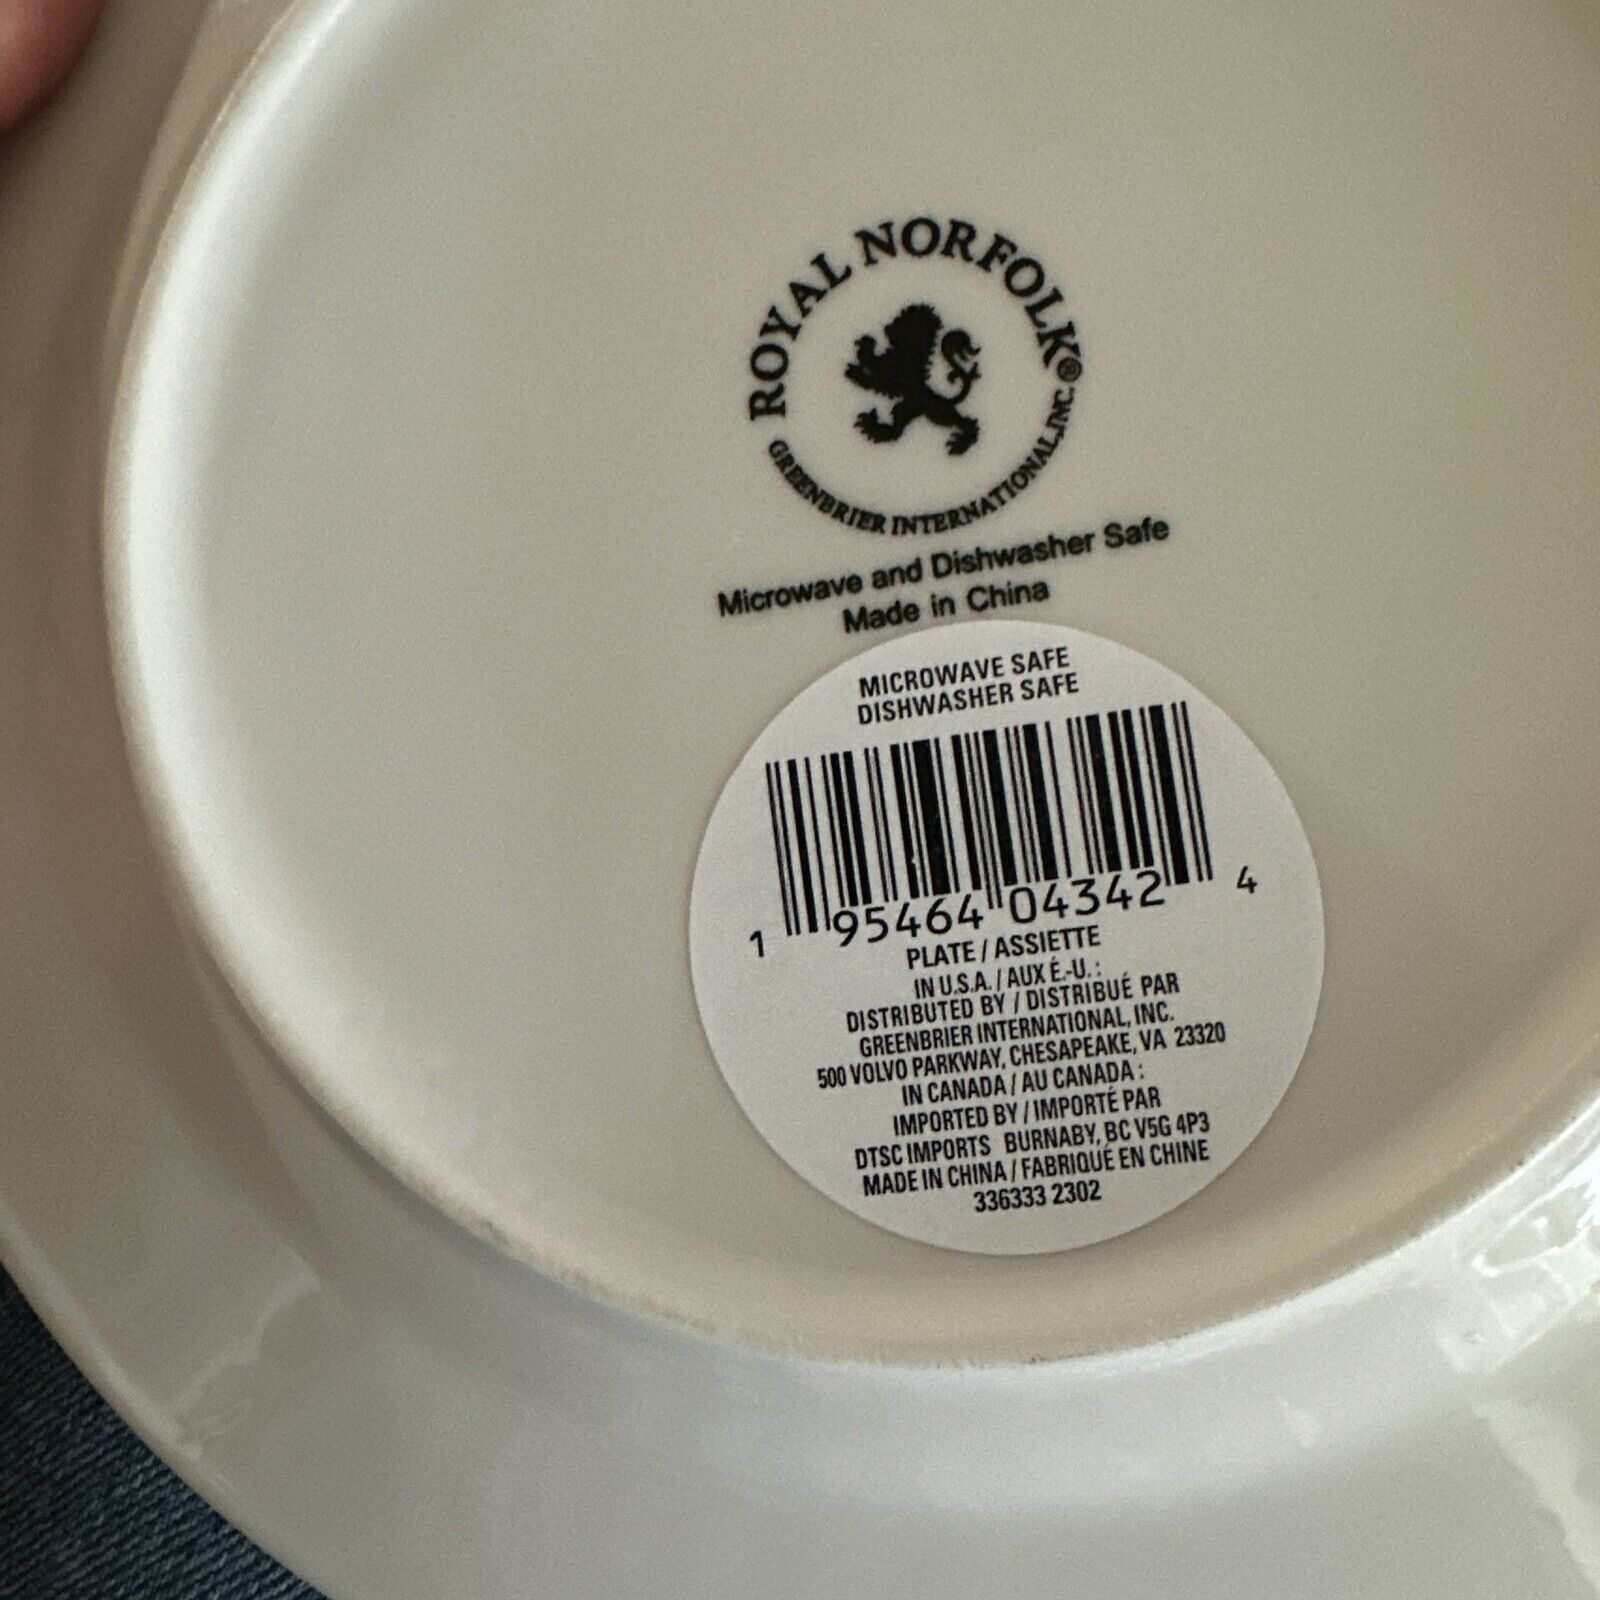 ROYAL NORFOLK®
GREENBRIER INTERNATIONAL, INC.
Microwave and Dishwasher Safe
Made in China
MICROWAVE SAFE
DISHWASHER SAFE
1 95464 04342 4
PLATE / ASSIETTE
IN U.S.A. / AUX É.-U. :
DISTRIBUTED BY / DISTRIBUÉ PAR
GREENBRIER INTERNATIONAL, INC.
500 VOLVO PARKWAY, CHESAPEAKE, VA 23320
IN CANADA / AU CANADA :
IMPORTED BY / IMPORTÉ PAR
DTSC IMPORTS BURNABY, BC V5G 4P3
MADE IN CHINA / FABRIQUÉ EN CHINE
336333 2302